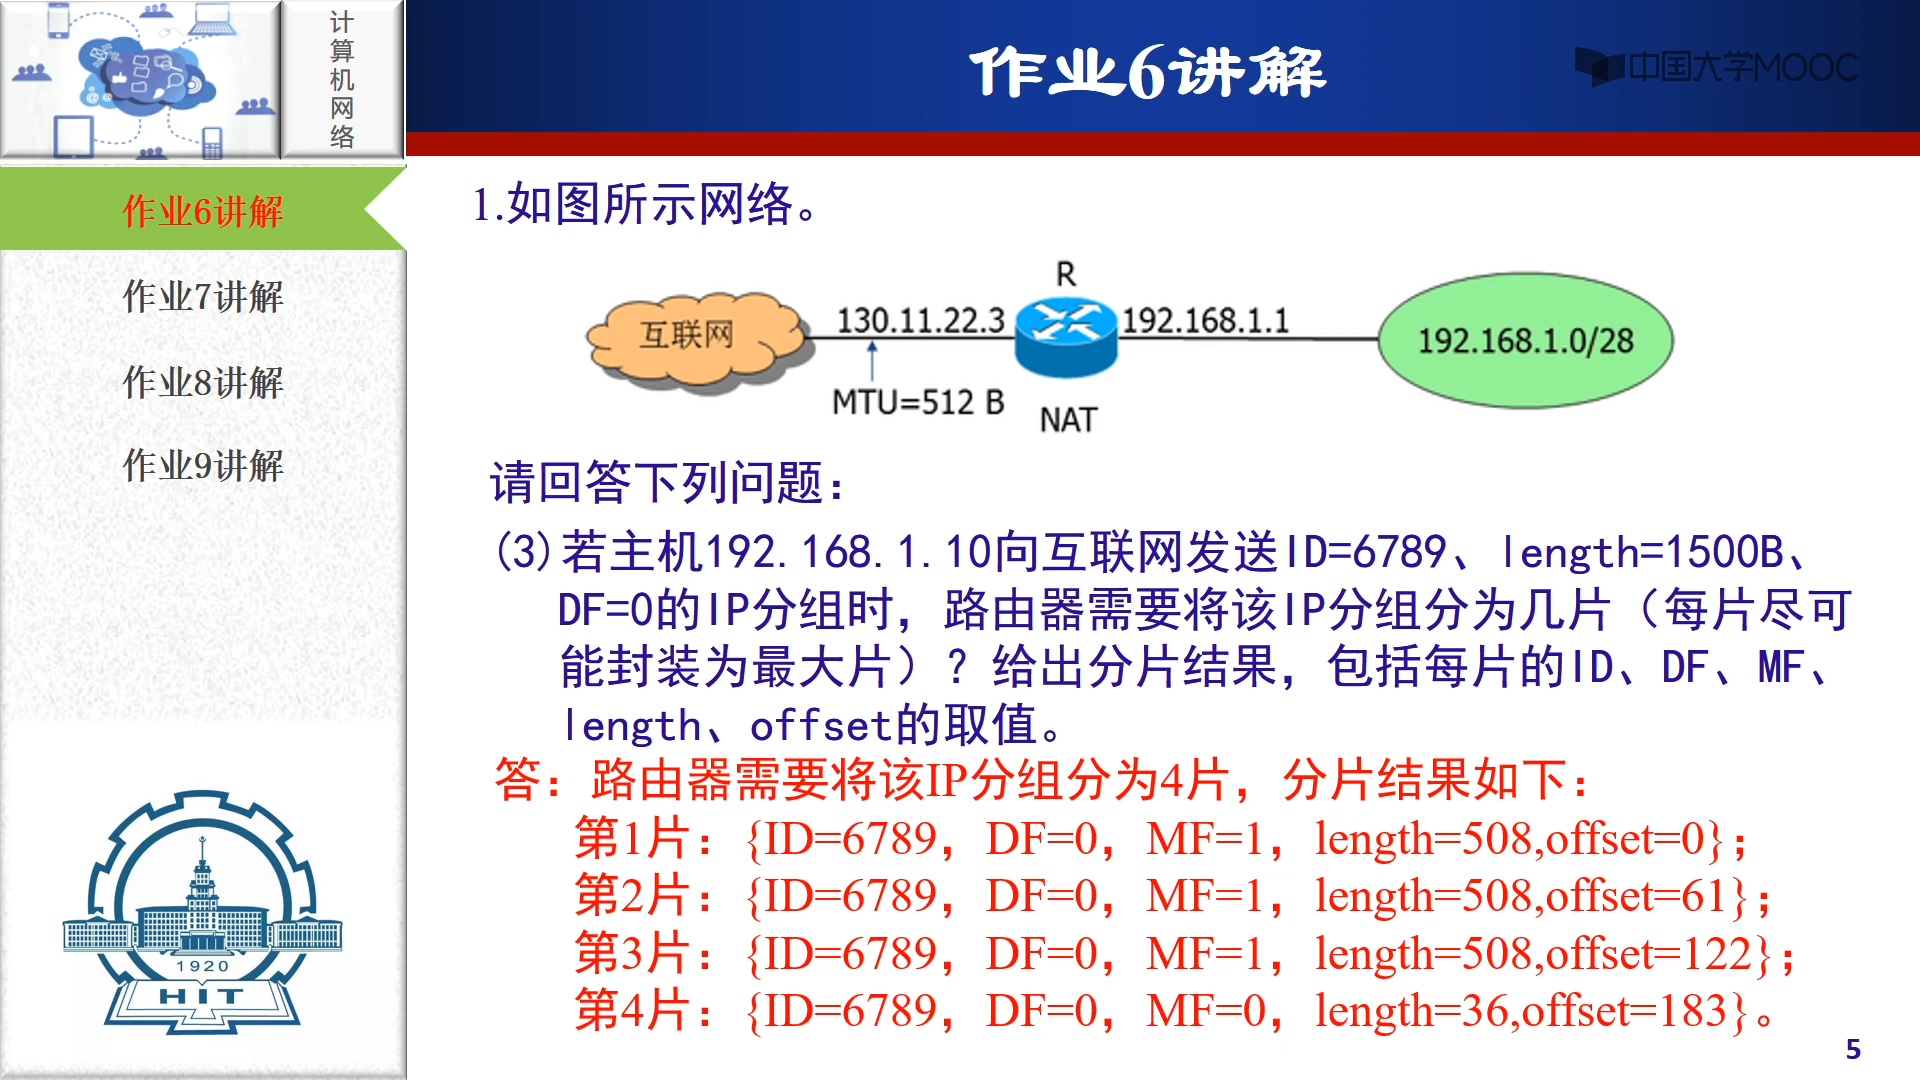 计算机网络
作业6讲解
中国大学MOOC
作业6讲解
作业7讲解
作业8讲解
作业9讲解
1920
HIT
1.如图所示网络。
R
互联网
130.11.22.3
192.168.1.1
192.168.1.0/28
MTU=512 B
NAT
请回答下列问题：
(3)若主机192.168.1.10向互联网发送ID=6789、length=1500B、
DF=0的IP分组时，路由器需要将该IP分组分为几片（每片尽可
能封装为最大片）？给出分片结果，包括每片的ID、DF、MF、
length、offset的取值。
答：路由器需要将该IP分组分为4片，分片结果如下：
第1片：{ID=6789，DF=0，MF=1，length=508,offset=0}；
第2片：{ID=6789，DF=0，MF=1，length=508,offset=61}；
第3片：{ID=6789，DF=0，MF=1，length=508,offset=122}；
第4片：{ID=6789，DF=0，MF=0，length=36,offset=183}。
5